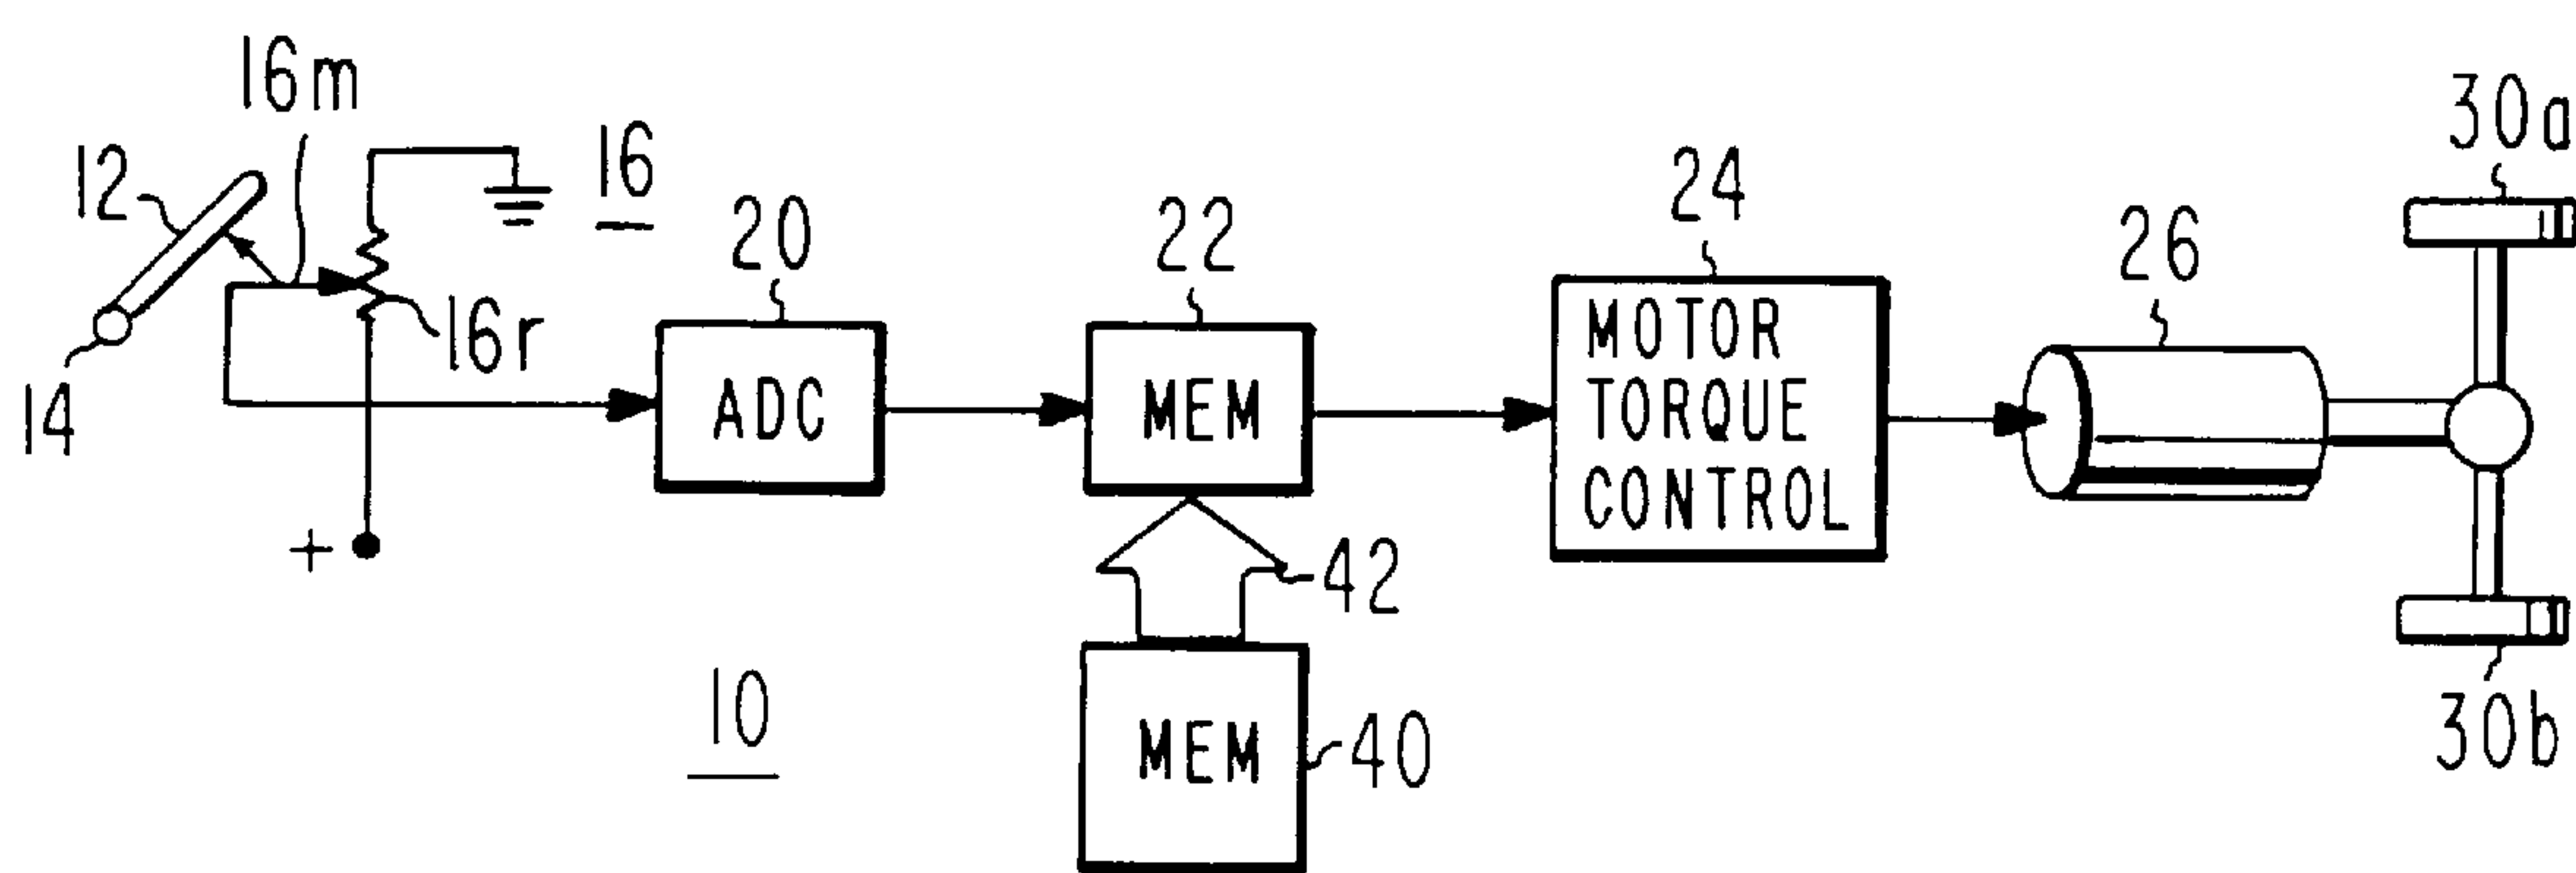 16m
30a
12
16
24
20
22
26
16r
MOTOR
TORQUE
CONTROL
ADC
MEM
14
+
42
10
MEM
40
30b